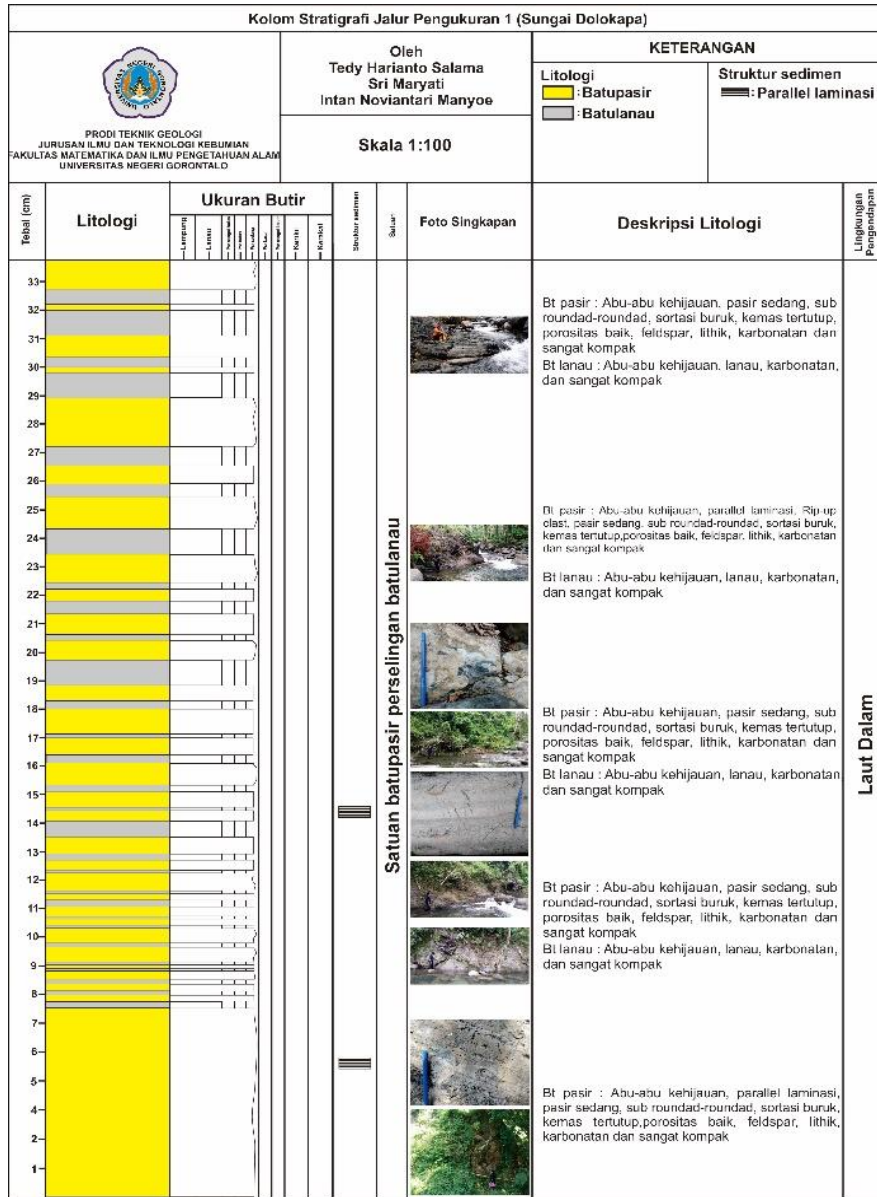 Kolom Stratigrafi Jalur Pengukuran 1 (Sungai Dolokapa)
UNIVERSITAS NEGERI GORONTALO
PRODI TEKNIK GEOLOGI
JURUSAN ILMU DAN TEKNOLOGI KEBUMIAN
FAKULTAS MATEMATIKA DAN ILMU PENGETAHUAN ALAM
UNIVERSITAS NEGERI GORONTALO
Oleh
Tedy Harianto Salama
Sri Maryati
Intan Noviantari Manyoe
Skala 1:100
KETERANGAN
Litologi
: Batupasir
: Batulanau
Struktur sedimen
: Parallel laminasi
Tebal (cm)
Litologi
Ukuran Butir
Lempung
Lanau
Kerikil
Kerakal
Struktur sedimen
Satuan
Foto Singkapan
Deskripsi Litologi
Lingkungan
Pengendapan
33
32
31
30
29
28
27
26
25
24
23
22
21
20
19
18
17
16
15
14
13
12
11
10
9
8
7
6
5
4
2
1
Satuan batupasir perselingan batulanau
Bt pasir : Abu-abu kehijauan, pasir sedang, sub
roundad-roundad, sortasi buruk, kemas tertutup,
porositas baik, feldspar, lithik, karbonatan dan
sangat kompak
Bt lanau : Abu-abu kehijauan, lanau, karbonatan,
dan sangat kompak
Bt pasir : Abu-abu kehijauan, parallel laminasi, Rip-up
clast, pasir sedang, sub roundad-roundad, sortasi buruk,
kemas tertutup,porositas baik, feldspar, lithik, karbonatan
dan sangat kompak
Bt lanau : Abu-abu kehijauan, lanau, karbonatan,
dan sangat kompak
Bt pasir : Abu-abu kehijauan, pasir sedang, sub
roundad-roundad, sortasi buruk, kemas tertutup,
porositas baik, feldspar, lithik, karbonatan dan
sangat kompak
Bt lanau : Abu-abu kehijauan, lanau, karbonatan,
dan sangat kompak
Bt pasir : Abu-abu kehijauan, pasir sedang, sub
roundad-roundad, sortasi buruk, kemas tertutup,
porositas baik, feldspar, lithik, karbonatan dan
sangat kompak
Bt lanau : Abu-abu kehijauan, lanau, karbonatan,
dan sangat kompak
Bt pasir : Abu-abu kehijauan, parallel laminasi,
pasir sedang, sub roundad-roundad, sortasi buruk,
kemas tertutup,porositas baik, feldspar, lithik,
karbonatan dan sangat kompak
Laut Dalam